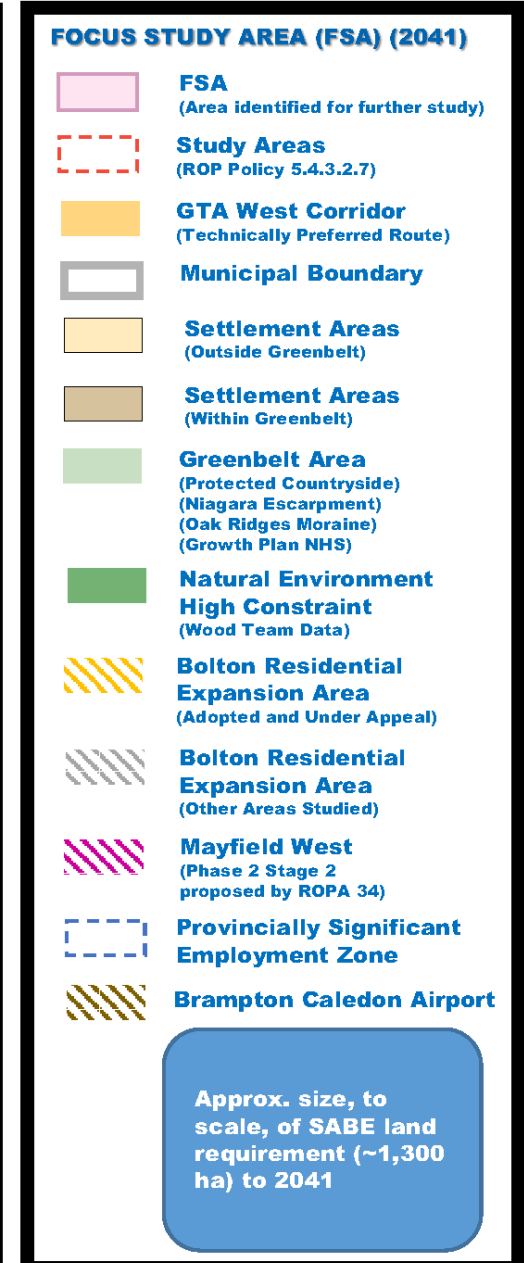 FOCUS STUDY AREA (FSA) (2041)
FSA
(Area identified for further study)
Study Areas
(ROP Policy 5.4.3.2.7)
GTA West Corridor
(Technically Preferred Route)
Municipal Boundary
Settlement Areas
(Outside Greenbelt)
Settlement Areas
(Within Greenbelt)
Greenbelt Area
(Protected Countryside)
(Niagara Escarpment)
(Oak Ridges Moraine)
(Growth Plan NHS)
Natural Environment
High Constraint
(Wood Team Data)
Bolton Residential
Expansion Area
(Adopted and Under Appeal)
Bolton Residential
Expansion Area
(Other Areas Studied)
Mayfield West
(Phase 2 Stage 2
proposed by ROPA 34)
Provincially Significant
Employment Zone
Brampton Caledon Airport
Approx. size, to
scale, of SABE land
requirement (~1,300
ha) to 2041